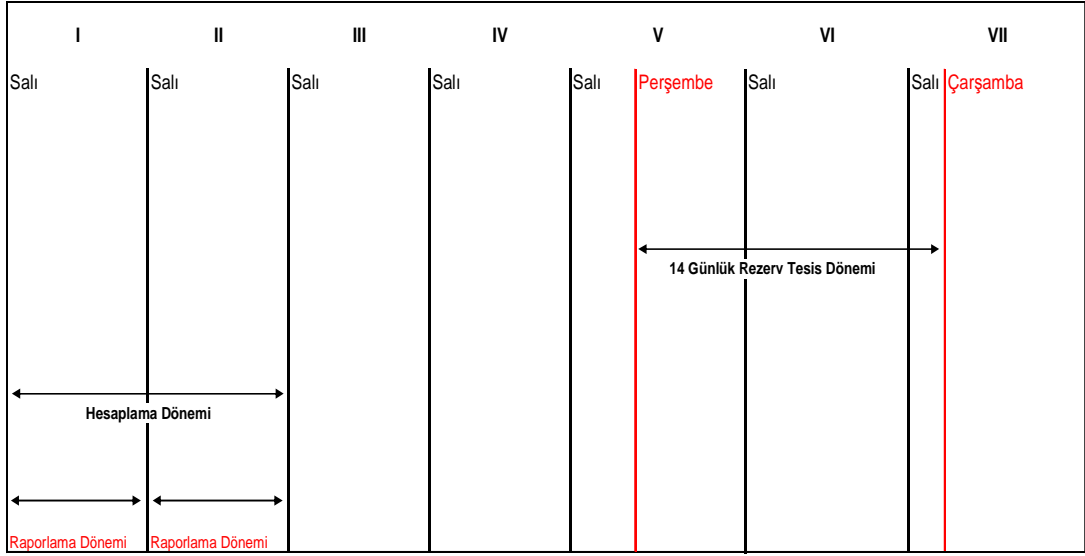 I II III IV V VI VII
Salı Salı Salı Salı Salı Perşembe Salı Salı Çarşamba
14 Günlük Rezerv Tesis Dönemi
Hesaplama Dönemi
Raporlama Dönemi Raporlama Dönemi